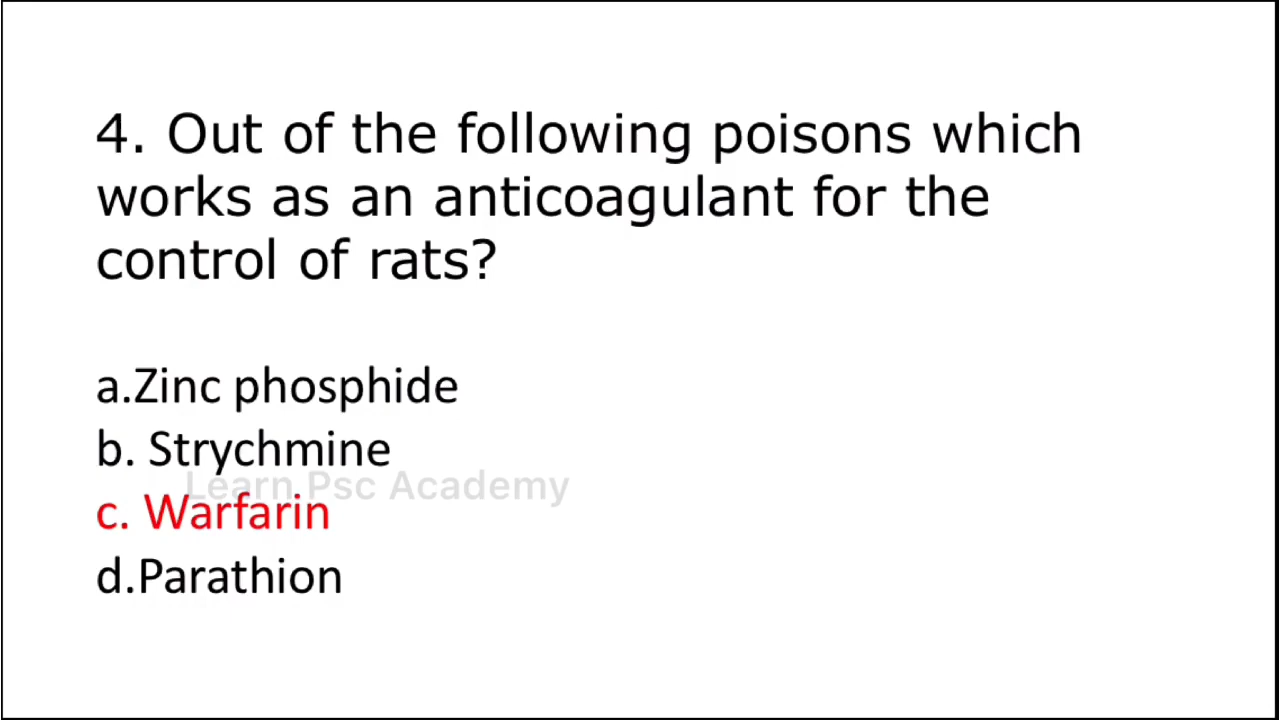 4. Out of the following poisons which
works as an anticoagulant for the
control of rats?
a.Zinc phosphide
b. Strychmine
Learn Psc Academy
c. Warfarin
d.Parathion